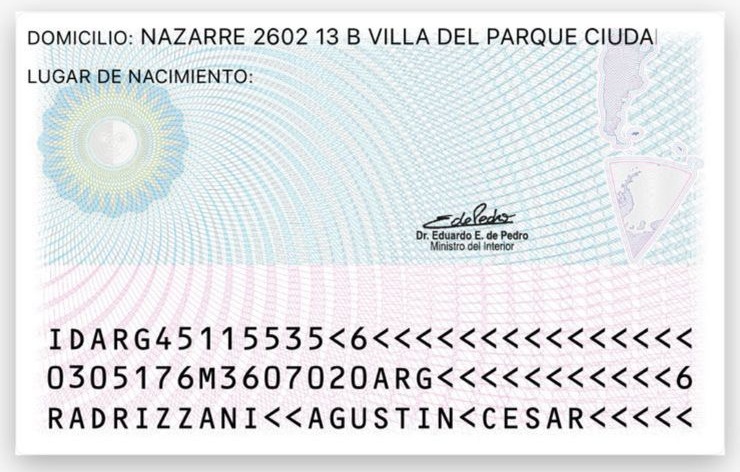 DOMICILIO: NAZARRE 2602 13 B VILLA DEL PARQUE CIUDA
LUGAR DE NACIMIENTO:
EdePedro
Dr. Eduardo E. de Pedro
Ministro del Interior
IDARG45115535<6<<<<<<<<<<<<<<<
0305176M3607020ARG<<<<<<<<<<<6
RADRIZZANI<<AGUSTIN<CESAR<<<<<